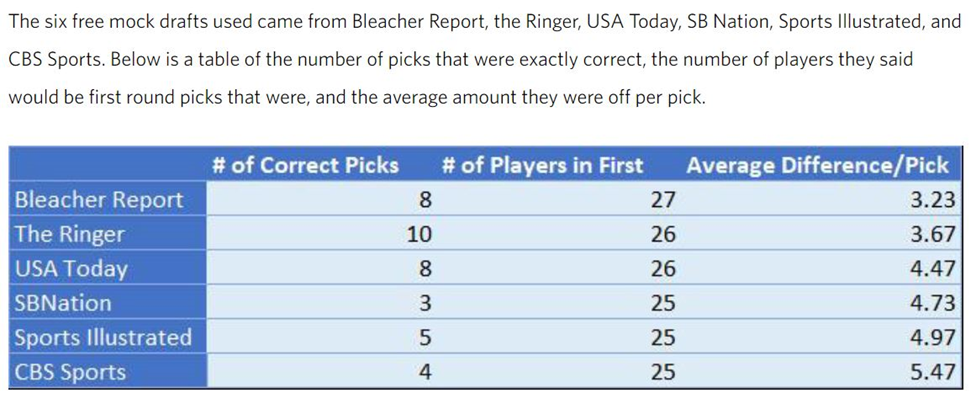 The six free mock drafts used came from Bleacher Report, the Ringer, USA Today, SB Nation, Sports Illustrated, and
CBS Sports. Below is a table of the number of picks that were exactly correct, the number of players they said
would be first round picks that were, and the average amount they were off per pick.
# of Correct Picks # of Players in First Average Difference/Pick
Bleacher Report 8 27 3.23
The Ringer 10 26 3.67
USA Today 8 26 4.47
SBNation 3 25 4.73
Sports Illustrated 5 25 4.97
CBS Sports 4 25 5.47